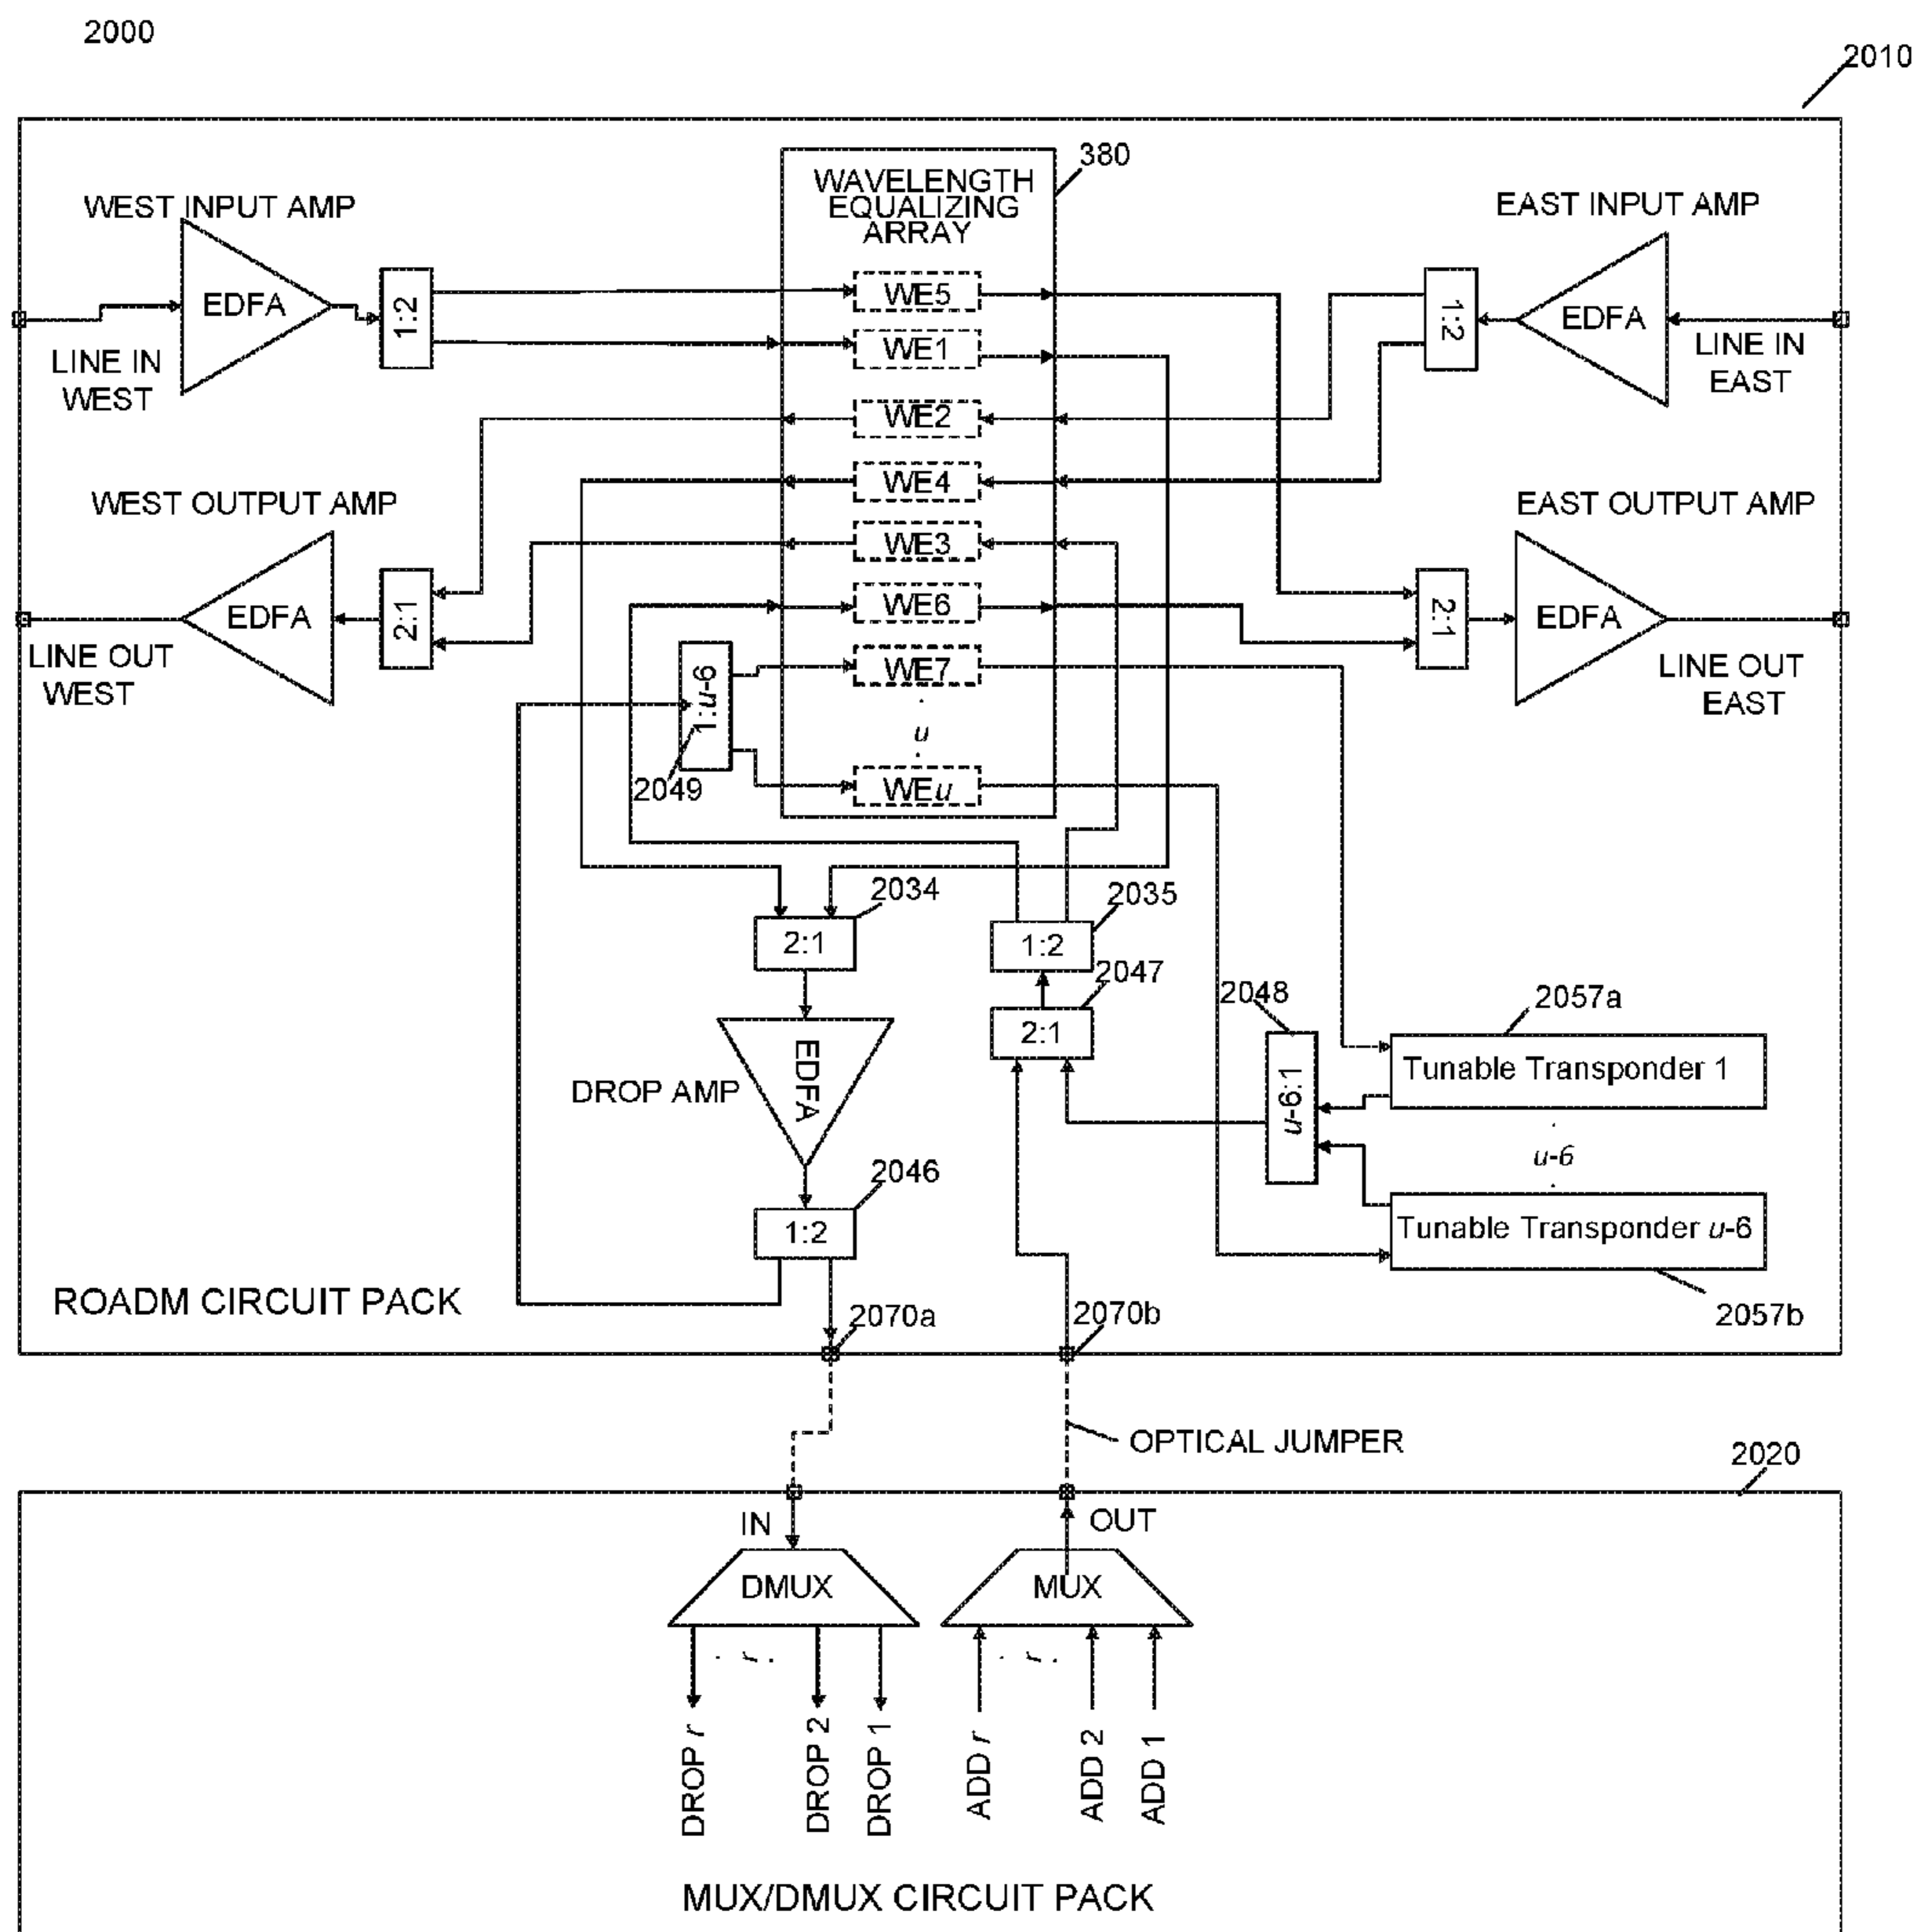 2000
2010
380
WAVELENGTH
EQUALIZING
ARRAY
WEST INPUT AMP
EAST INPUT AMP
EDFA
1:2
WE5
1:2
EDFA
WE1
LINE IN
WEST
LINE IN
EAST
WE2
WE4
WEST OUTPUT AMP
EAST OUTPUT AMP
WE3
EDFA
2:1
WE6
2:1
EDFA
LINE OUT
WEST
WE7
LINE OUT
EAST
1:u-6
u
2049
WEu
2034
2035
2:1
1:2
2047
2048
2057a
2:1
EDFA
DROP AMP
u-6:1
Tunable Transponder 1
u-6
2046
1:2
Tunable Transponder u-6
ROADM CIRCUIT PACK
2070a
2070b
2057b
OPTICAL JUMPER
2020
IN
OUT
DMUX
MUX
r
r
DROP r
DROP 2
DROP 1
ADD r
ADD 2
ADD 1
MUX/DMUX CIRCUIT PACK